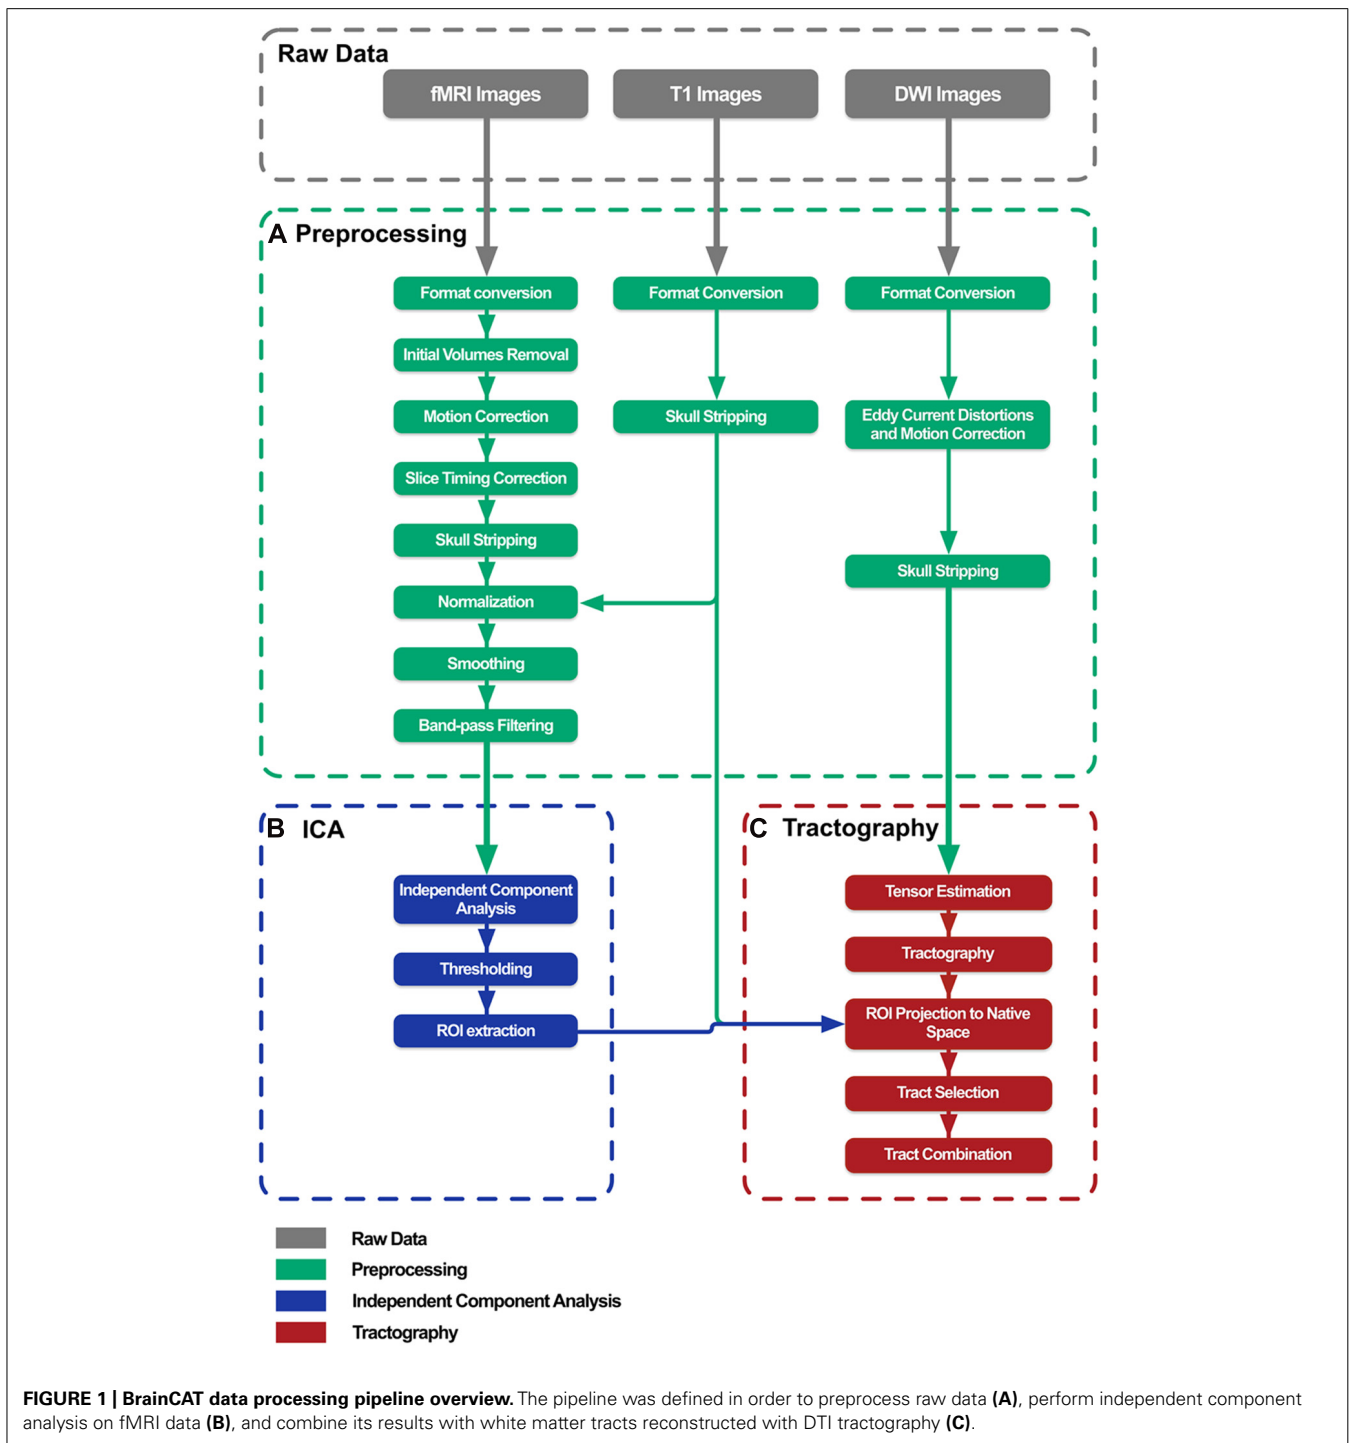 Raw Data
fMRI Images
T1 Images
DWI Images
A Preprocessing
Format conversion
Format Conversion
Format Conversion
Initial Volumes Removal
Motion Correction
Skull Stripping
Eddy Current Distortions
and Motion Correction
Slice Timing Correction
Skull Stripping
Skull Stripping
Normalization
Smoothing
Band-pass Filtering
B ICA
C Tractography
Independent Component
Analysis
Tensor Estimation
Thresholding
Tractography
ROI extraction
ROI Projection to Native
Space
Tract Selection
Tract Combination
Raw Data
Preprocessing
Independent Component Analysis
Tractography
FIGURE 1 | BrainCAT data processing pipeline overview. The pipeline was defined in order to preprocess raw data (A), perform independent component
analysis on fMRI data (B), and combine its results with white matter tracts reconstructed with DTI tractography (C).